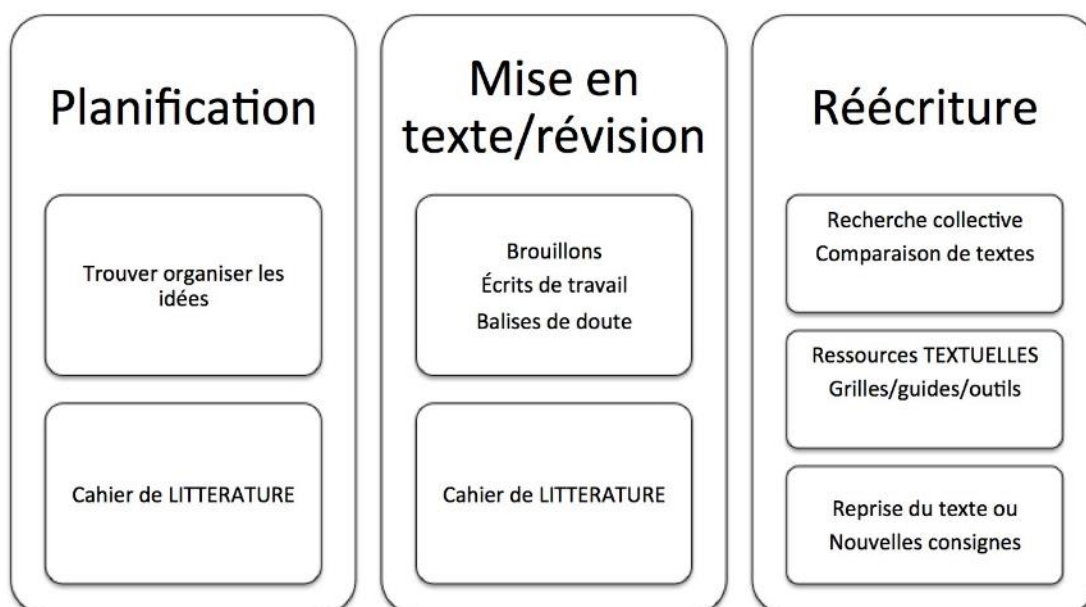 Planification
Trouver organiser les
idées
Cahier de LITTERATURE
Mise en
texte/révision
Brouillons
Écrits de travail
Balises de doute
Cahier de LITTERATURE
Réécriture
Recherche collective
Comparaison de textes
Ressources TEXTUELLES
Grilles/guides/outils
Reprise du texte ou
Nouvelles consignes